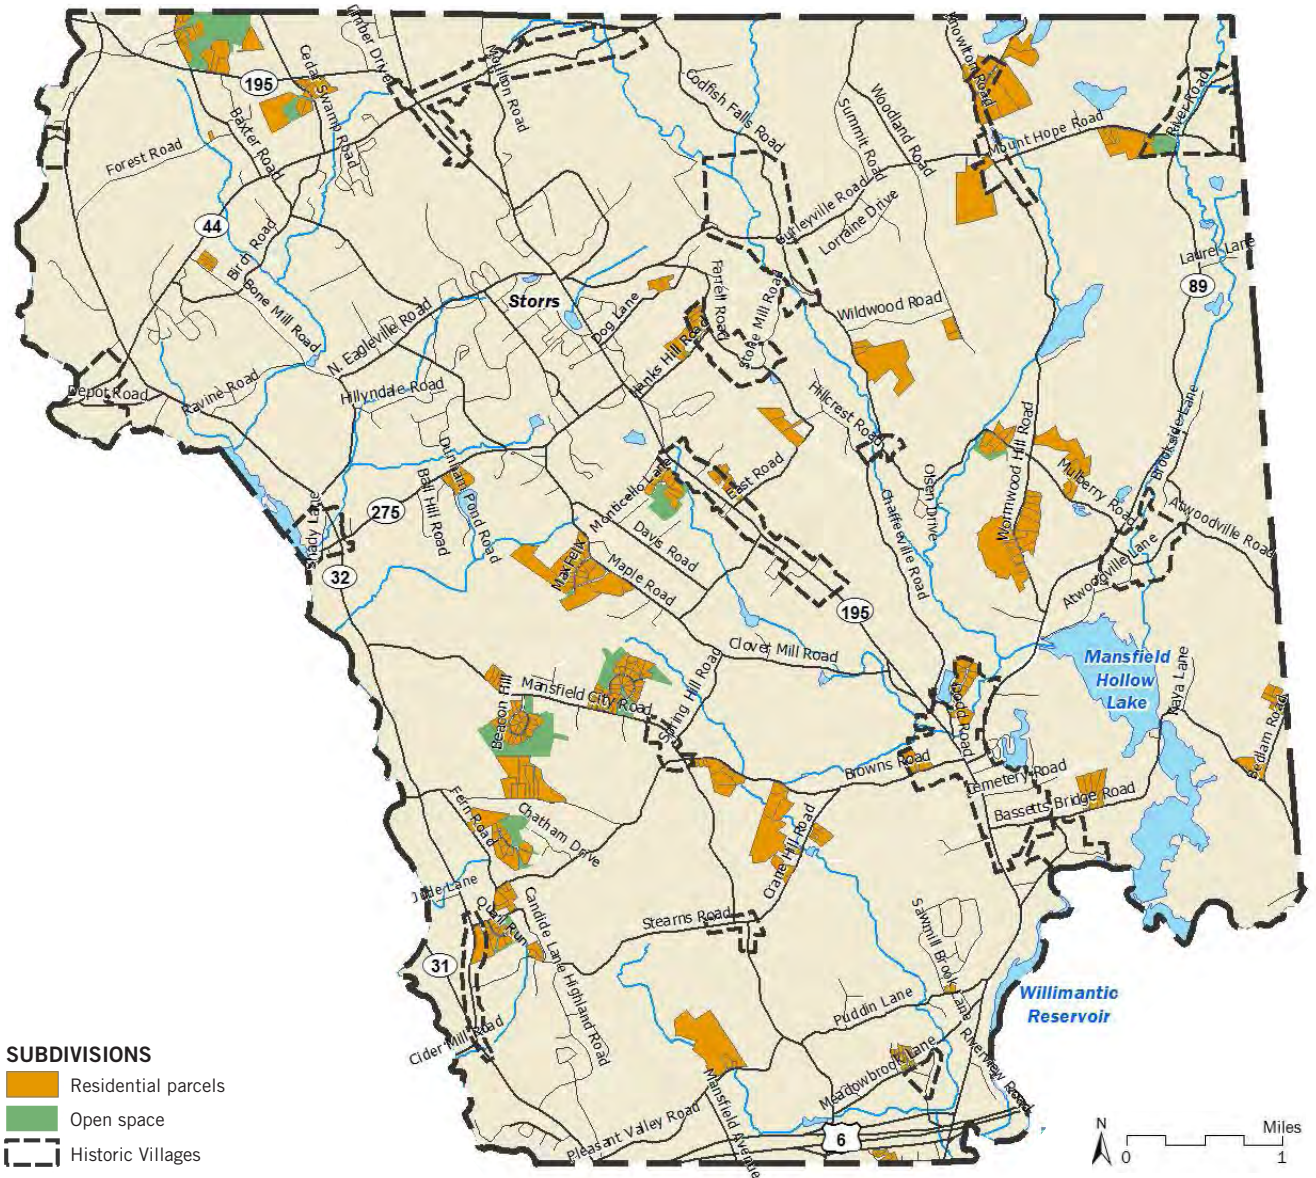 Timber Drive
Knowlton Road
Moulton Road
Cedar Swamp Road
195
Codfish Falls Road
Woodland Road
Summit Road
River Road
Baxter Road
Mount Hope Road
Forest Road
44
Birch Road
Burleyville Road
Lorraine Drive
Laurel Lane
Bone Mill Road
Farrell Road
Stone Mill Road
89
Storrs
Dog Lane
Wildwood Road
N. Eagleville Road
Hanks Hill Road
Depot Road
Ravine Road
Hillyndale Road
Hillcrest Road
Brookside Lane
Dunham Pond Road
Ball Hill Road
East Road
Monticello Lane
Olsen Drive
Wormwood Hill Road
Mulberry Road
275
Shady Lane
Davis Road
Chaffeeville Road
Atwoodville Road
Maxfelix
Maple Road
Atwoodville Lane
32
195
Clover Mill Road
Mansfield
Hollow
Lake
Spring Hill Road
Naya Lane
Mansfield City Road
Beacon Hill
Dodd Road
Bedlam Road
Browns Road
Cemetery Road
Bassetts Bridge Road
Fern Road
Chatham Drive
Crane Hill Road
Jude Lane
Quail Run
Candide Lane
Stearns Road
Sawmill Brook Lane
31
Highland Road
Puddin Lane
Willimantic
Reservoir
Cider Mill Road
Riverview Road
Meadowbrook Lane
Mansfield Avenue
Pleasant Valley Road
6
SUBDIVISIONS
Residential parcels
Open space
Historic Villages
N
Miles
0 1